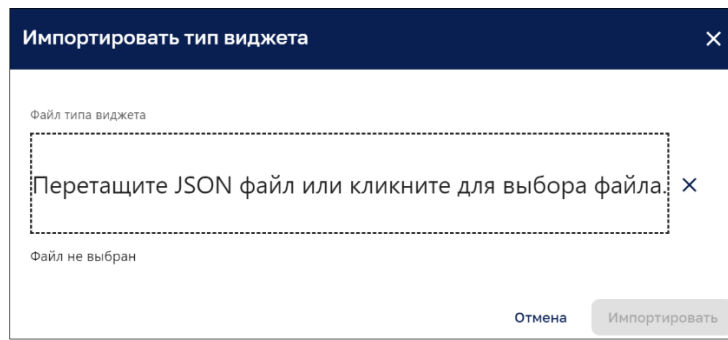 Импортировать тип виджета
Файл типа виджета
Перетащите JSON файл или кликните для выбора файла.
Файл не выбран
Отмена Импортировать